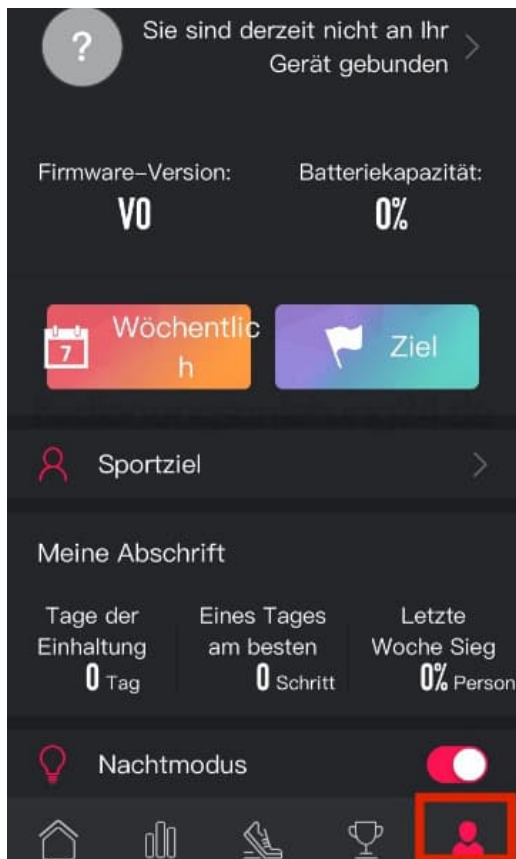 ?
Sie sind derzeit nicht an Ihr
Gerät gebunden
Firmware-Version:
Batteriekapazität:
V0
0%
7
Wöchentlic
h
Ziel
Sportziel
Meine Abschrift
Tage der
Einhaltung
0 Tag
Eines Tages
am besten
0 Schritt
Letzte
Woche Sieg
0% Person
Nachtmodus